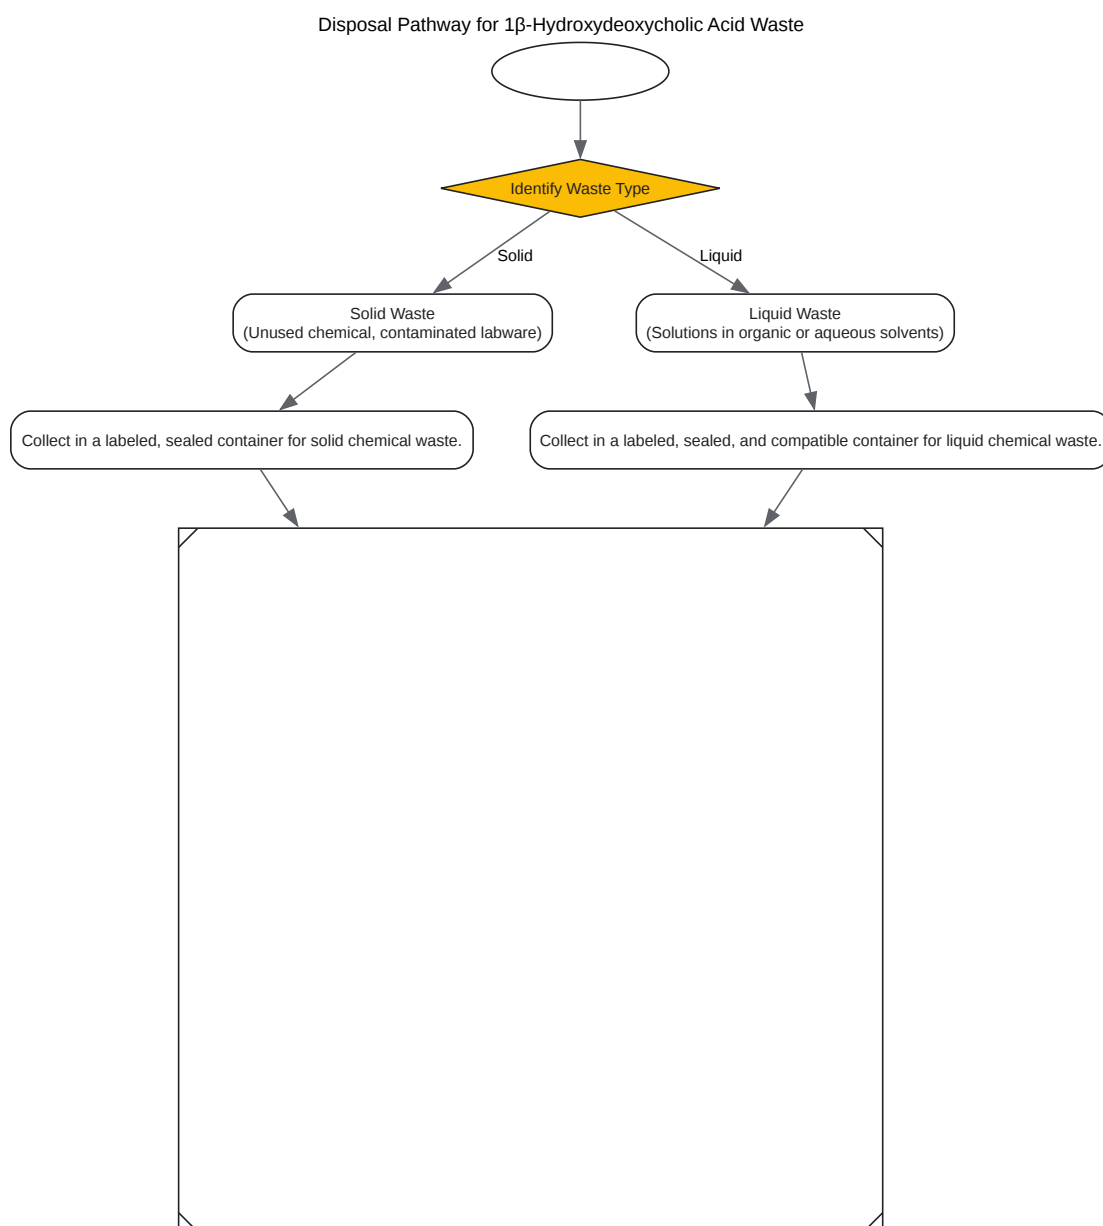 Disposal Pathway for 1β-Hydroxydeoxycholic Acid Waste
Identify Waste Type
Solid
Liquid
Solid Waste
(Unused chemical, contaminated labware)
Liquid Waste
(Solutions in organic or aqueous solvents)
Collect in a labeled, sealed container for solid chemical waste.
Collect in a labeled, sealed, and compatible container for liquid chemical waste.